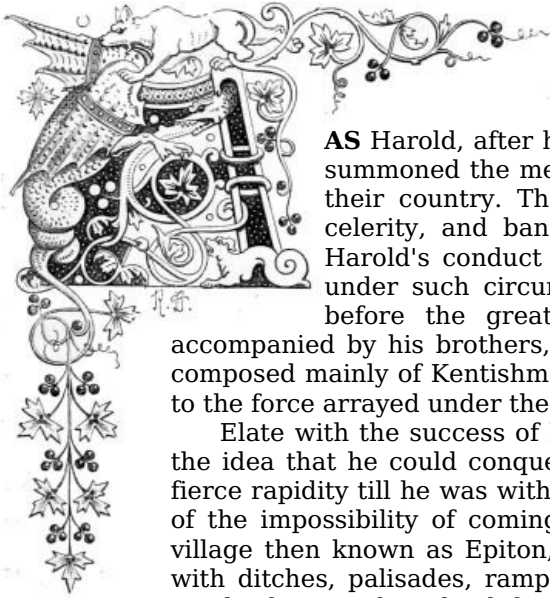 AS Harold, after h
summoned the me
their country. Th
celerity, and ban
Harold's conduct
under such circur
before the great
accompanied by his brothers,
composed mainly of Kentishm
to the force arrayed under the
Elate with the success of
the idea that he could conque
fierce rapidity till he was with
of the impossibility of coming
village then known as Epiton,
with ditches, palisades, ramp